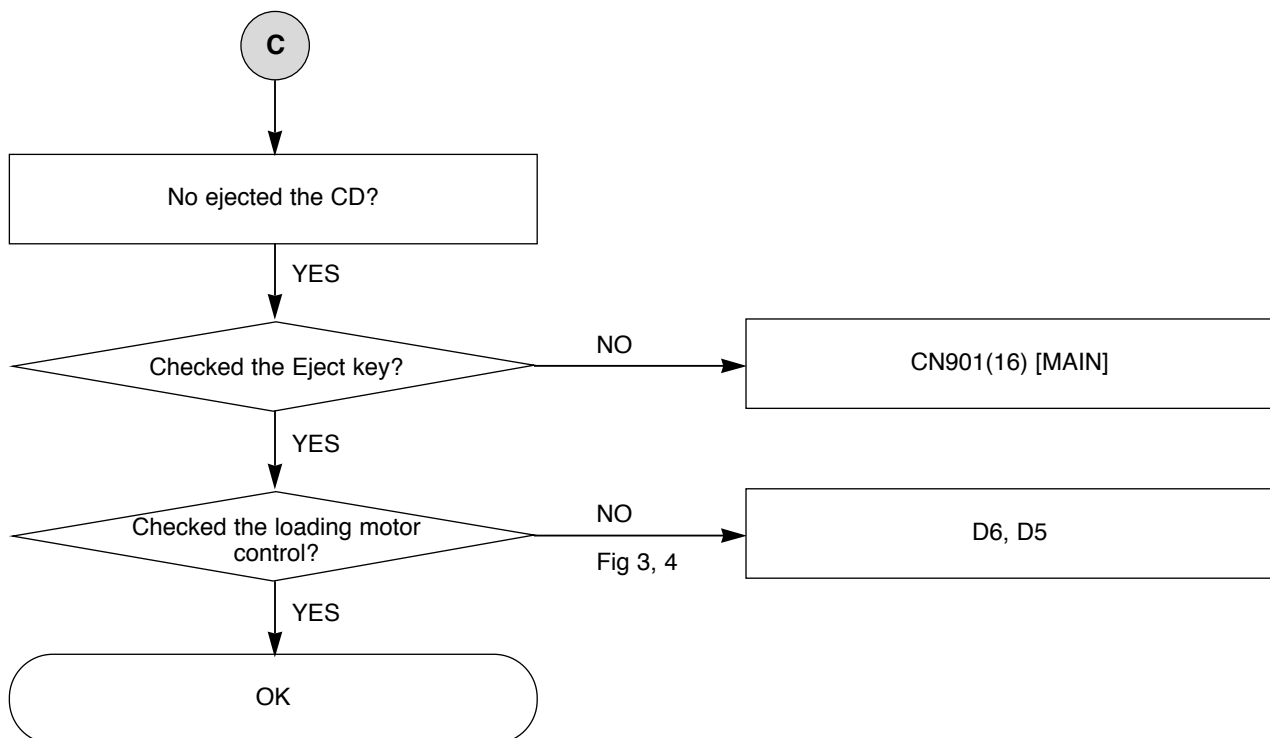 C
No ejected the CD?
YES
Checked the Eject key?
NO
CN901(16) [MAIN]
YES
Checked the loading motor
control?
NO
Fig 3, 4
D6, D5
YES
OK